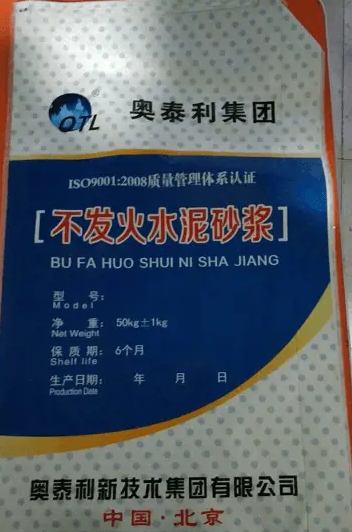 QTL
奥泰利集团
ISO9001:2008质量管理体系认证
[不发火水泥砂浆]
BU FA HUO SHUI NI SHA JIANG
型 号:
Model
净 重: 50kg±1kg
Net Weight
保 质 期: 6个月
Shelf life
生产日期: 年 月 日
Production Date
奥泰利新技术集团有限公司
中国·北京